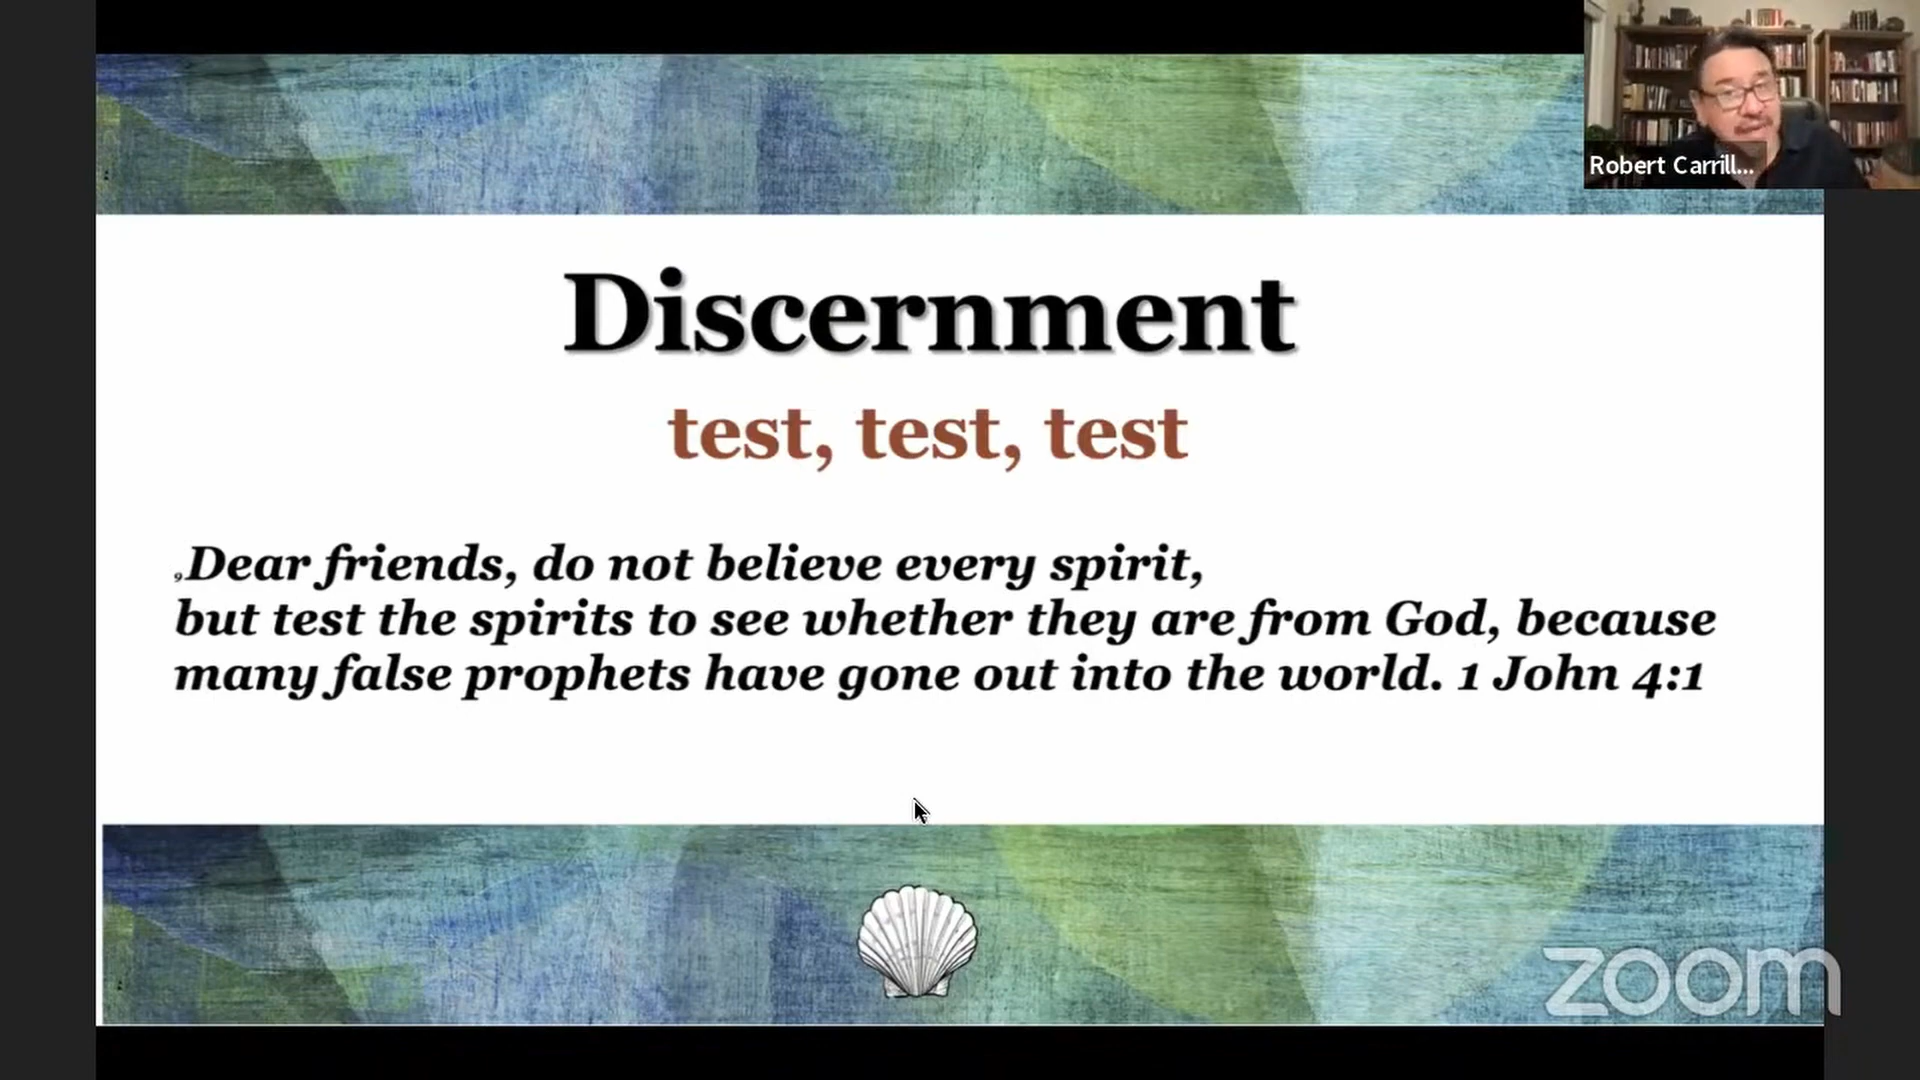 Robert Carrill...
Discernment
test, test, test
9Dear friends, do not believe every spirit,
but test the spirits to see whether they are from God, because
many false prophets have gone out into the world. 1 John 4:1
zoom